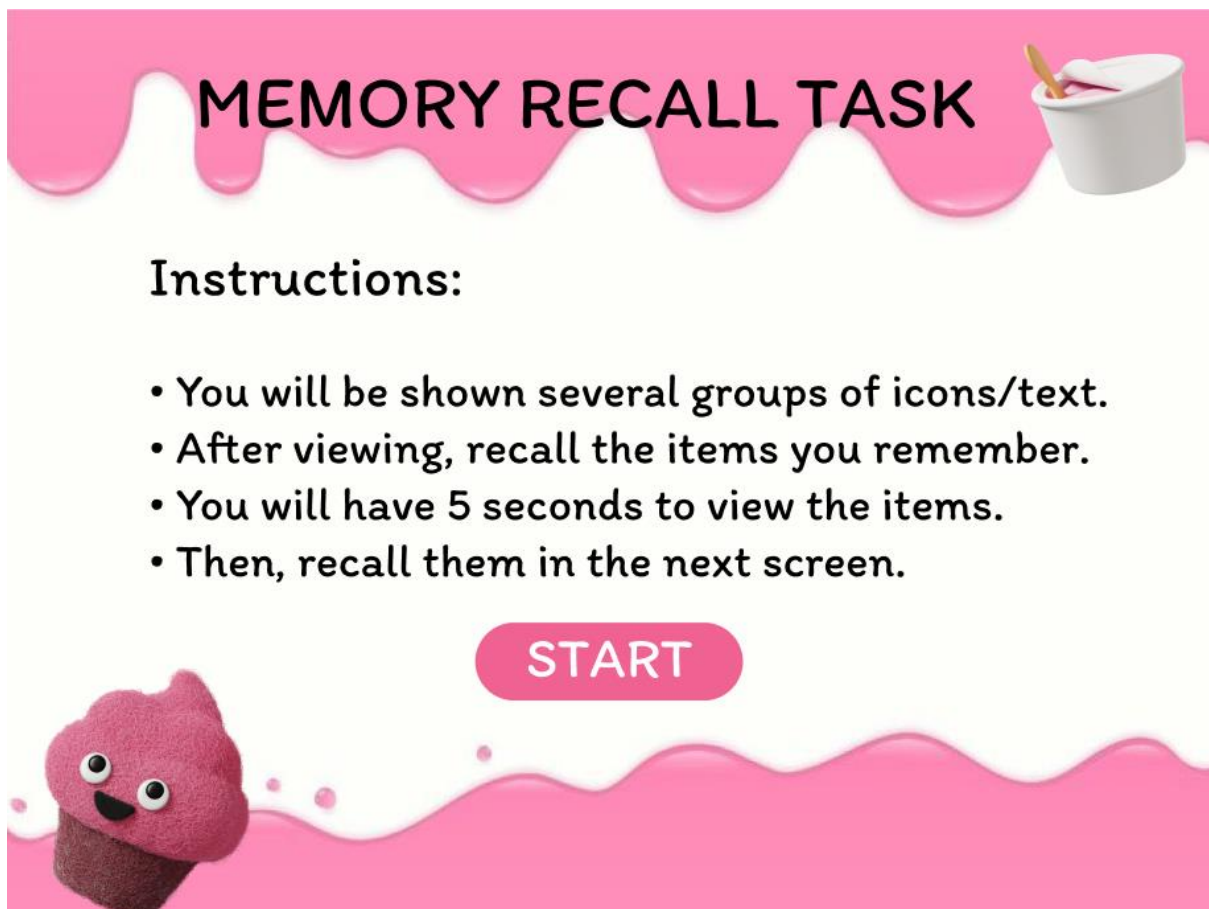 MEMORY RECALL TASK
Instructions:
• You will be shown several groups of icons/text.
• After viewing, recall the items you remember.
• You will have 5 seconds to view the items.
• Then, recall them in the next screen.
START